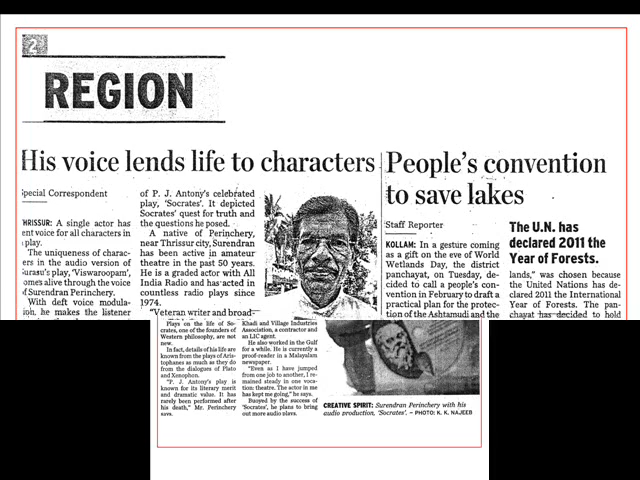 2
REGION
His voice lends life to characters
Special Correspondent
THRISSUR: A single actor has
ent voice for all characters in
a play.
The uniqueness of charac-
ers in the audio version of
Surasu's play, 'Viswaroopam',
omes alive through the voice
of Surendran Perinchery.
With deft voice modula-
ion, he makes the listener
of P. J. Antony's celebrated
play, 'Socrates'. It depicted
Socrates' quest for truth and
the questions he posed.
A native of Perinchery,
near Thrissur city, Surendran
has been active in amateur
theatre in the past 50 years.
He is a graded actor with All
India Radio and has acted in
countless radio plays since
1974.
"Veteran writer and broad-
People's convention
to save lakes
Staff Reporter
KOLLAM: In a gesture coming
as a gift on the eve of World
Wetlands Day, the district
panchayat, on Tuesday, de-
cided to call a people's con-
vention in February to draft a
practical plan for the protec-
tion of the Ashtamudi and the
The U.N. has
declared 2011 the
Year of Forests.
lands," was chosen because
the United Nations has de-
clared 2011 the International
Year of Forests. The pan-
chayat has decided to hold
Plays on the life of So-
crates, one of the founders of
Western philosophy, are not
new.
In fact, details of his life are
known from the plays of Aris-
tophanes as much as they do
from the dialogues of Plato
and Xenophon.
"P. J. Antony's play is
known for its literary merit
and dramatic value. It has
rarely been performed after
his death," Mr. Perinchery
says.
Khadi and Village Industries
Association, a contractor and
an LIC agent.
He also worked in the Gulf
for a while. He is currently a
proof-reader in a Malayalam
newspaper.
"Even as I have jumped
from one job to another, I re-
mained steady in one voca-
tion: theatre. The actor in me
has kept me going," he says.
Buoyed by the success of
'Socrates', he plans to bring
out more audio plays.
CREATIVE SPIRIT: Surendran Perinchery with his
audio production, 'Socrates'. – PHOTO: K. K. NAJEEB